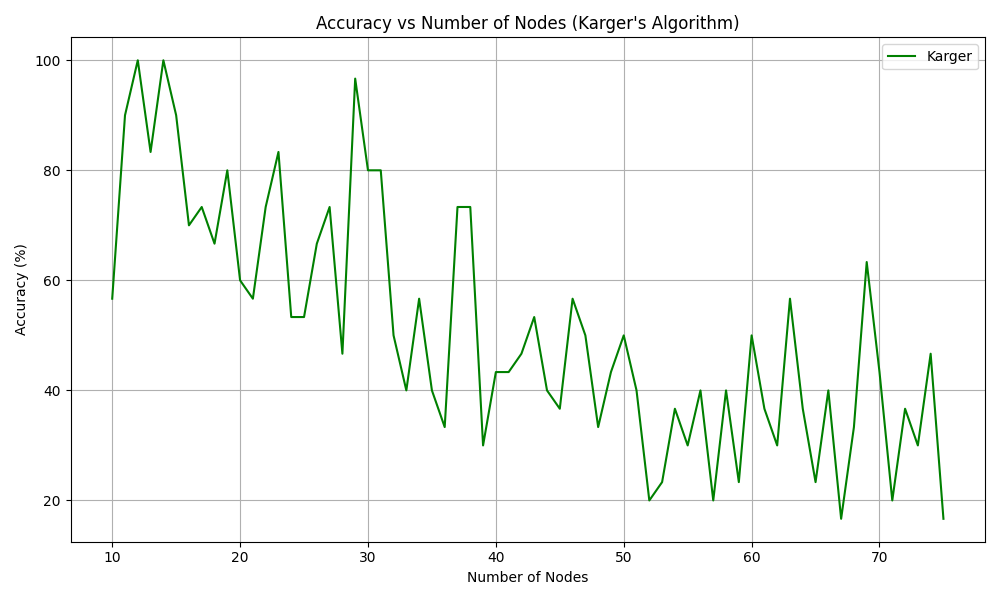 Accuracy vs Number of Nodes (Karger's Algorithm)
Karger
100
80
60
40
20
Accuracy (%)
10 20 30 40 50 60 70
Number of Nodes